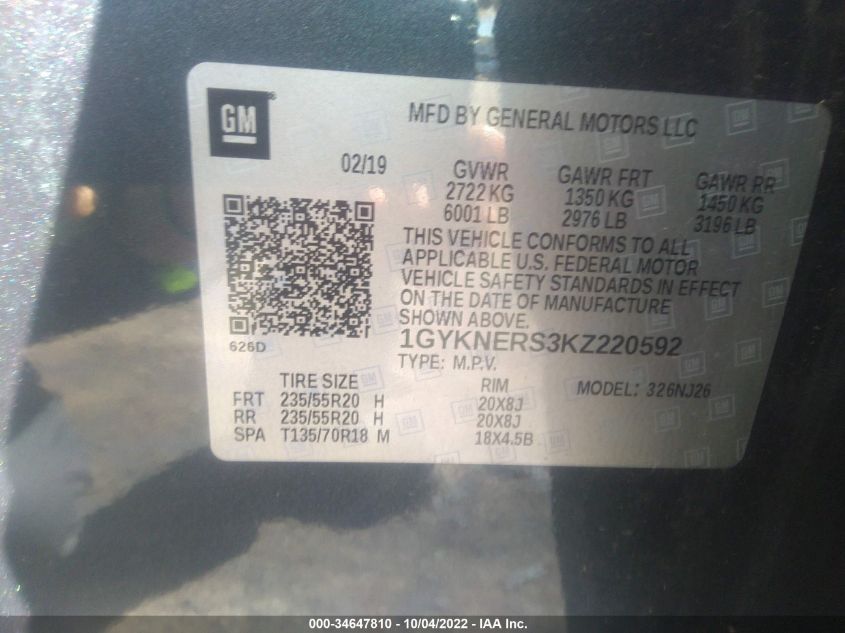 GM ®
MFD BY GENERAL MOTORS LLC
02/19
GVWR GAWR FRT GAWR RR
2722 KG 1350 KG 1450 KG
6001 LB 2976 LB 3196 LB
THIS VEHICLE CONFORMS TO ALL
APPLICABLE U.S. FEDERAL MOTOR
VEHICLE SAFETY STANDARDS IN EFFECT
ON THE DATE OF MANUFACTURE
SHOWN ABOVE.
626D
1GYKNERS3KZ220592
TYPE: M.P.V.
TIRE SIZE RIM MODEL: 326NJ26
FRT 235/55R20 H 20X8J
RR 235/55R20 H 20X8J
SPA T135/70R18 M 18X4.5B
000-34647810 - 10/04/2022 - IAA Inc.